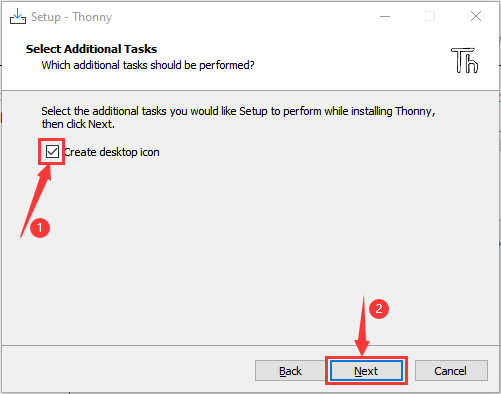 Setup - Thonny
Select Additional Tasks
Which additional tasks should be performed?
Th
Select the additional tasks you would like Setup to perform while installing Thonny,
then click Next.
Create desktop icon
1
2
Back
Next
Cancel